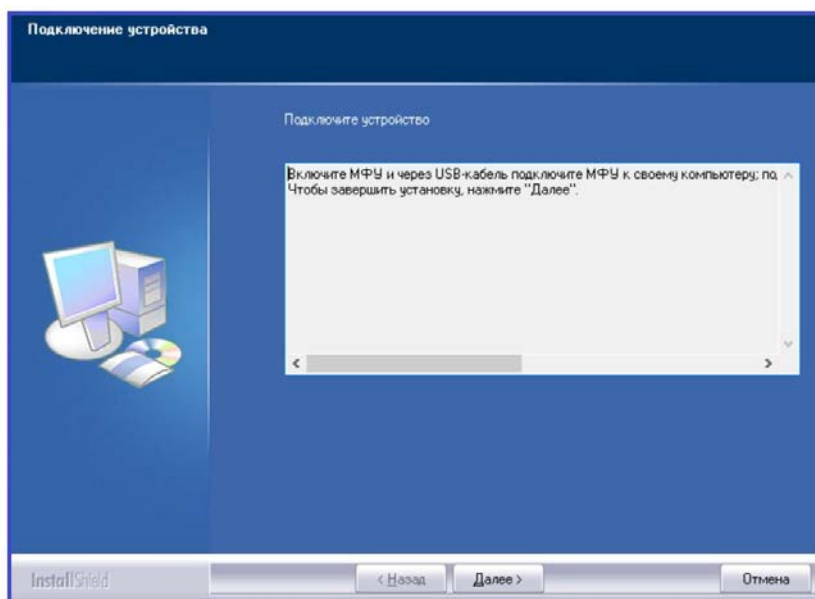 Подключение устройства
Подключите устройство
Включите МФУ и через USB-кабель подключите МФУ к своему компьютеру; по
Чтобы завершить установку, нажмите "Далее".
InstallShield
< Назад
Далее >
Отмена